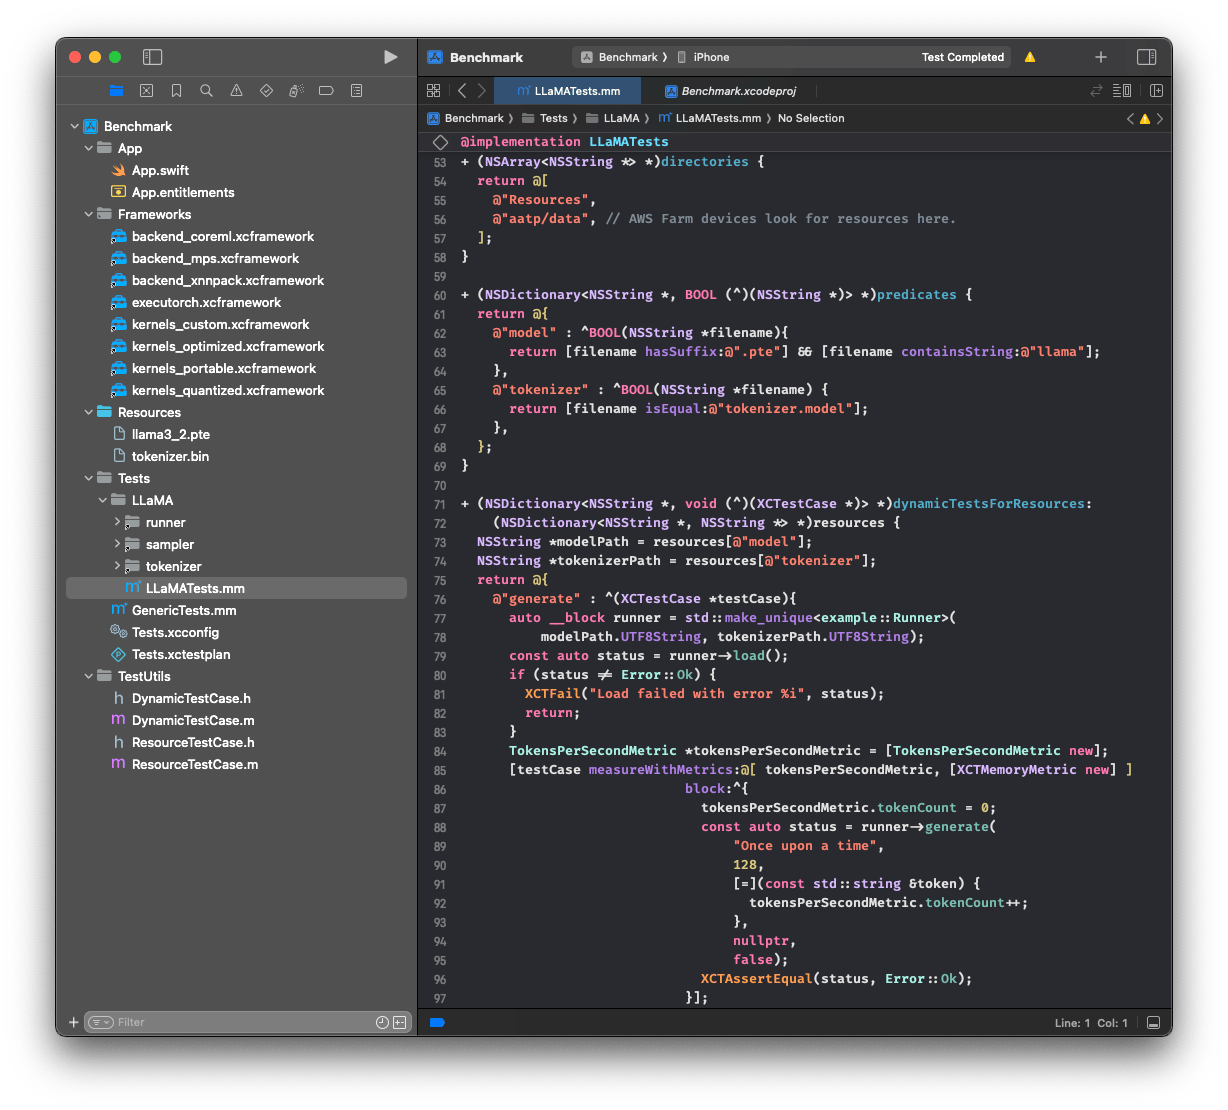 Benchmark
Benchmark
iPhone
Test Completed
LLaMATests.mm
Benchmark.xcodeproj
Benchmark
Tests
LLaMA
LLaMATests.mm
No Selection
Benchmark
App
App.swift
App.entitlements
Frameworks
backend_coreml.xcframework
backend_mps.xcframework
backend_xnnpack.xcframework
executorch.xcframework
kernels_custom.xcframework
kernels_optimized.xcframework
kernels_portable.xcframework
kernels_quantized.xcframework
Resources
llama3_2.pte
tokenizer.bin
Tests
LLaMA
runner
sampler
tokenizer
LLaMATests.mm
GenericTests.mm
Tests.xcconfig
Tests.xctestplan
TestUtils
DynamicTestCase.h
DynamicTestCase.m
ResourceTestCase.h
ResourceTestCase.m
Filter
@implementation LLaMATests
53 + (NSArray<NSString *> *)directories {
54 return @[
55 @"Resources",
56 @"aatp/data", // AWS Farm devices look for resources here.
57 ];
58 }
59
60 + (NSDictionary<NSString *, BOOL (^)(NSString *)> *)predicates {
61 return @{
62 @"model" : ^BOOL(NSString *filename){
63 return [filename hasSuffix:@".pte"] && [filename containsString:@"llama"];
64 },
65 @"tokenizer" : ^BOOL(NSString *filename) {
66 return [filename isEqual:@"tokenizer.model"];
67 },
68 };
69 }
70
71 + (NSDictionary<NSString *, void (^)(XCTestCase *)> *)dynamicTestsForResources:
72 (NSDictionary<NSString *, NSString *> *)resources {
73 NSString *modelPath = resources[@"model"];
74 NSString *tokenizerPath = resources[@"tokenizer"];
75 return @{
76 @"generate" : ^(XCTestCase *testCase){
77 auto __block runner = std::make_unique<example::Runner>(
78 modelPath.UTF8String, tokenizerPath.UTF8String);
79 const auto status = runner->load();
80 if (status != Error::Ok) {
81 XCTFail("Load failed with error %i", status);
82 return;
83 }
84 TokensPerSecondMetric *tokensPerSecondMetric = [TokensPerSecondMetric new];
85 [testCase measureWithMetrics:@[ tokensPerSecondMetric, [XCTMemoryMetric new] ]
86 block:^{
87 tokensPerSecondMetric.tokenCount = 0;
88 const auto status = runner->generate(
89 "Once upon a time",
90 128,
91 [=](const std::string &token) {
92 tokensPerSecondMetric.tokenCount++;
93 },
94 nullptr,
95 false);
96 XCTAssertEqual(status, Error::Ok);
97 }];
Line: 1 Col: 1